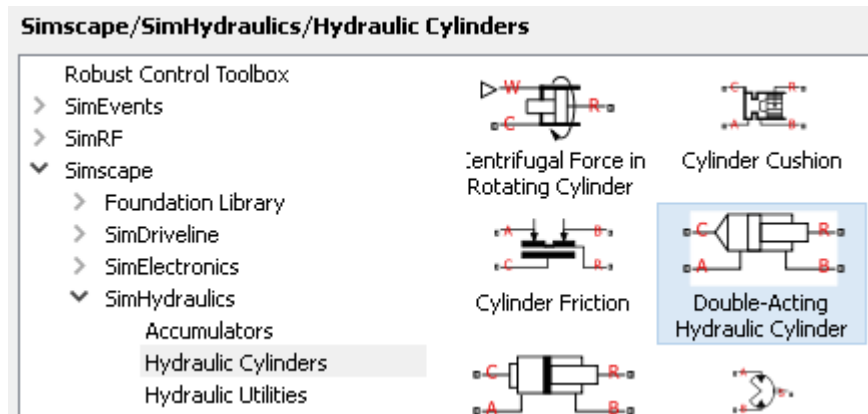 Simscape/SimHydraulics/Hydraulic Cylinders
Robust Control Toolbox
SimEvents
SimRF
Simscape
Foundation Library
SimDriveline
SimElectronics
SimHydraulics
Accumulators
Hydraulic Cylinders
Hydraulic Utilities
W
R
C
entrifugal Force in
Rotating Cylinder
C
R
A
B
Cylinder Cushion
A
B
C
R
Cylinder Friction
C
R
A
B
Double-Acting
Hydraulic Cylinder
C
R
A
B
A
B